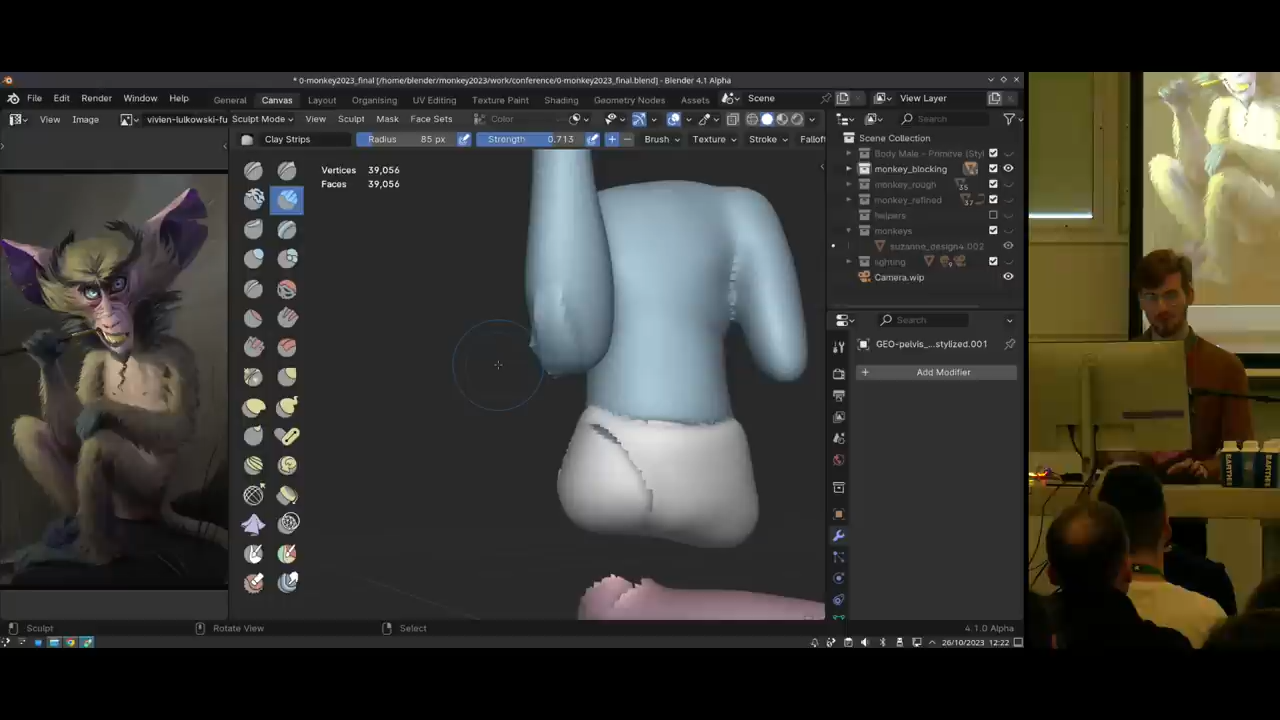 * 0-monkey2023_final [/home/blender/monkey2023/work/conference/0-monkey2023_final.blend] - Blender 4.1 Alpha
File Edit Render Window Help General Canvas Layout Organising UV Editing Texture Paint Shading Geometry Nodes Assets Scene View Layer
View Image vivien-lulkowski-fu Sculpt Mode View Sculpt Mask Face Sets Color Search
Clay Strips Radius 85 px Strength 0.713 + − Brush Texture Stroke Falloff
Scene Collection
Body Male - Primitive (Styl
Vertices 39,056
Faces 39,056
monkey_blocking
monkey_rough 35
monkey_refined 37
helpers
monkeys
suzanne_design4.002
lighting
Camera.wip
Search
GEO-pelvis_...stylized.001
+ Add Modifier
Sculpt Rotate View Select 4.1.0 Alpha
26/10/2023 12:22